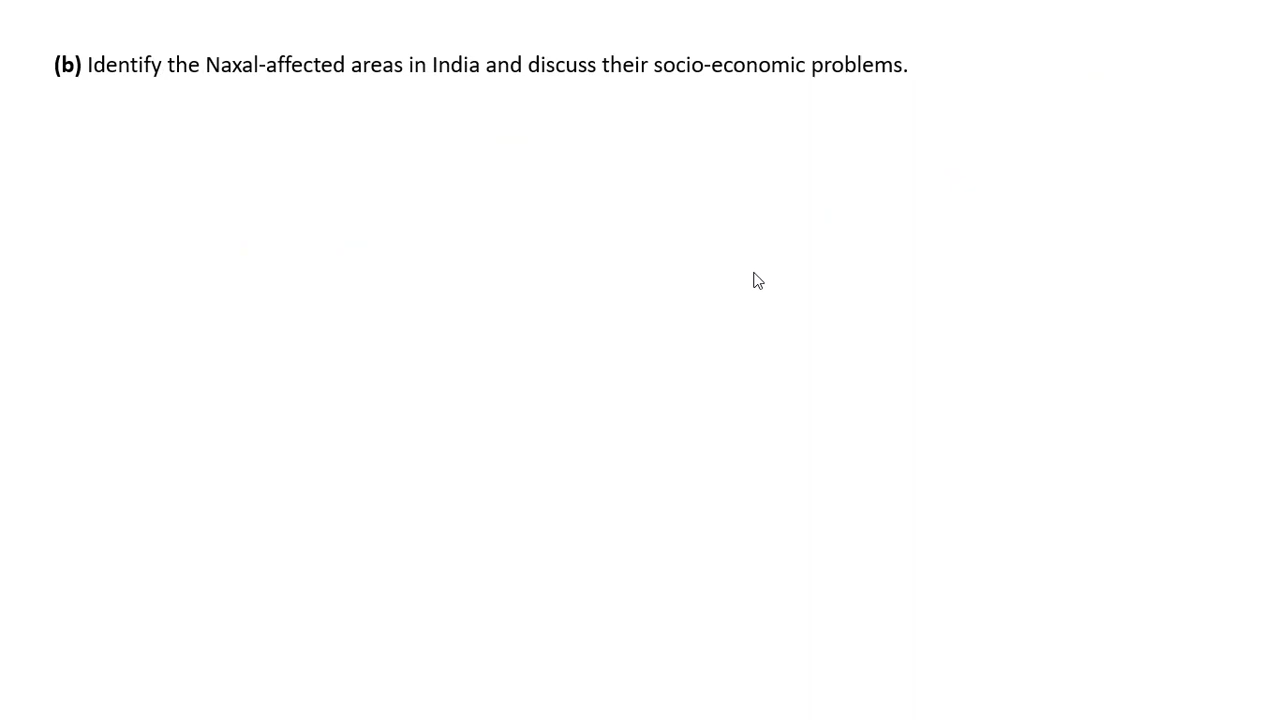 (b) Identify the Naxal-affected areas in India and discuss their socio-economic problems.